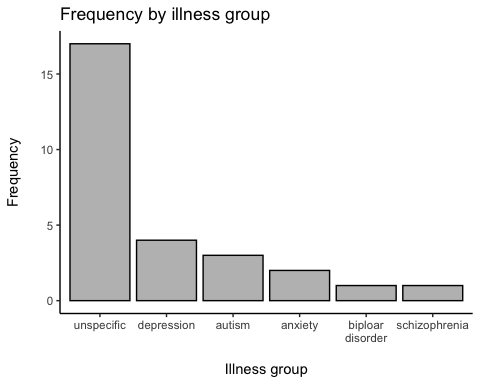 Frequency by illness group
Frequency
15
10
5
0
unspecific depression autism anxiety biploar disorder schizophrenia
Illness group